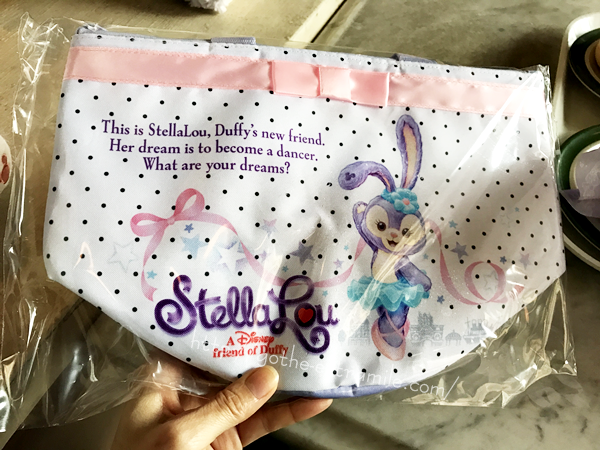 This is StellaLou, Duffy's new friend.
Her dream is to become a dancer.
What are your dreams?
StellaLou
A Disney
friend of Duffy